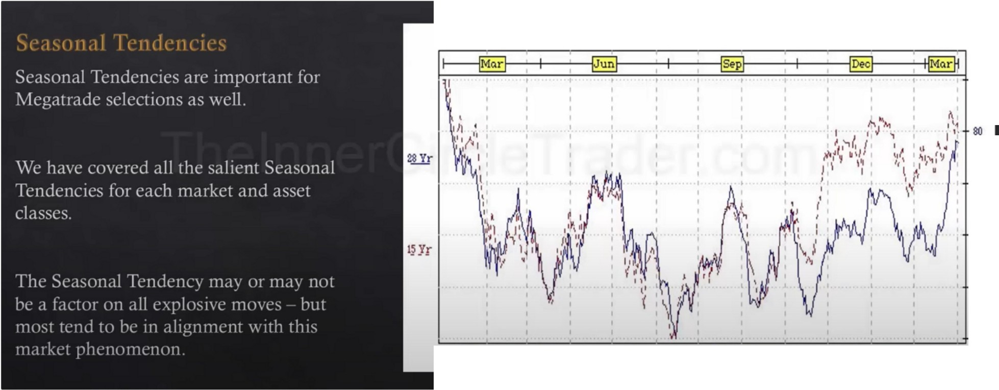 Seasonal Tendencies
Seasonal Tendencies are important for
Megatrade selections as well.
We have covered all the salient Seasonal
Tendencies for each market and asset
classes.
The Seasonal Tendency may or may not
be a factor on all explosive moves – but
most tend to be in alignment with this
market phenomenon.
TheInnerCircleTrader.com
28 Yr
15 Yr
Mar Jun Sep Dec Mar
80